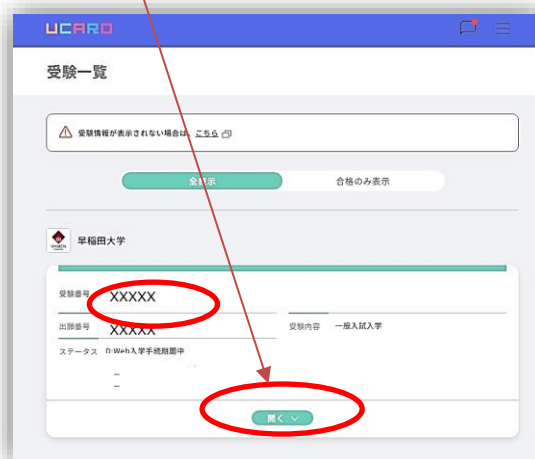 UCARO
受験一覧
受験情報が表示されない場合は、こちら
全表示 合格のみ表示
早稲田大学
受験番号 XXXXX
出願番号 XXXXX 受験内容 一般入試入学
ステータス D:Web入学手続期間中
開く